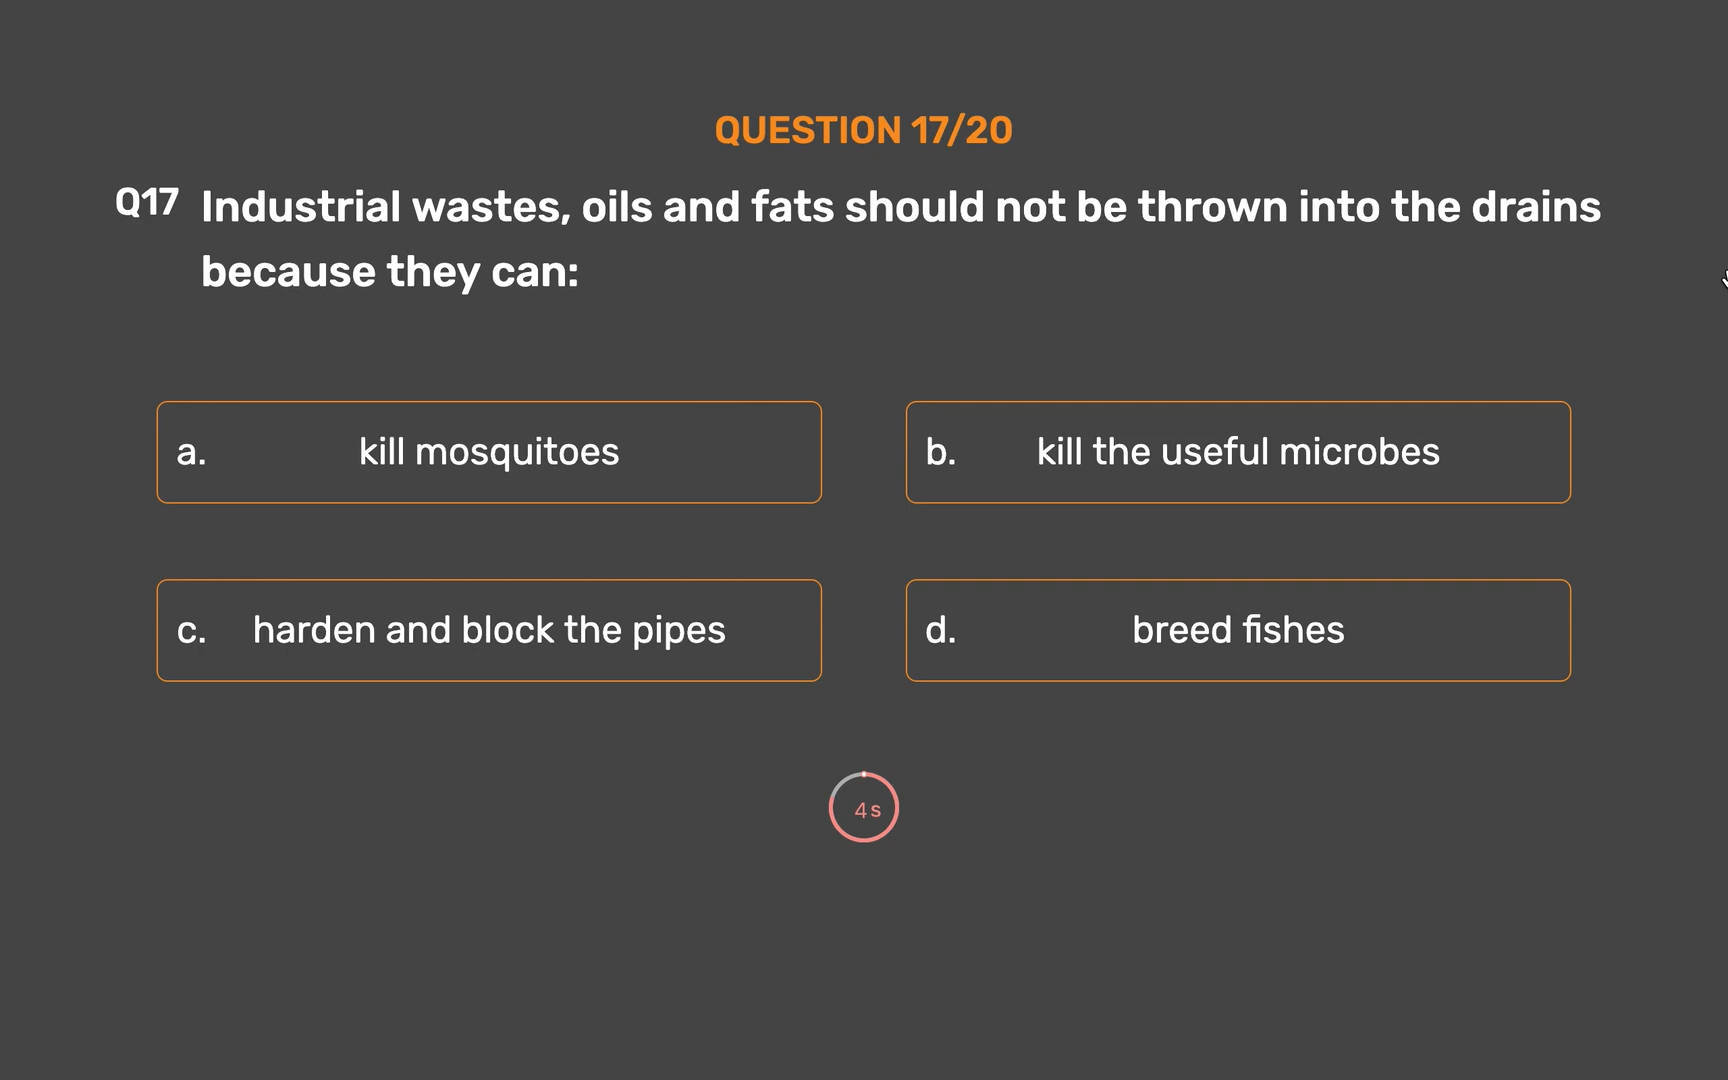 QUESTION 17/20
Q17 Industrial wastes, oils and fats should not be thrown into the drains
because they can:
a. kill mosquitoes
b. kill the useful microbes
c. harden and block the pipes
d. breed fishes
4 s